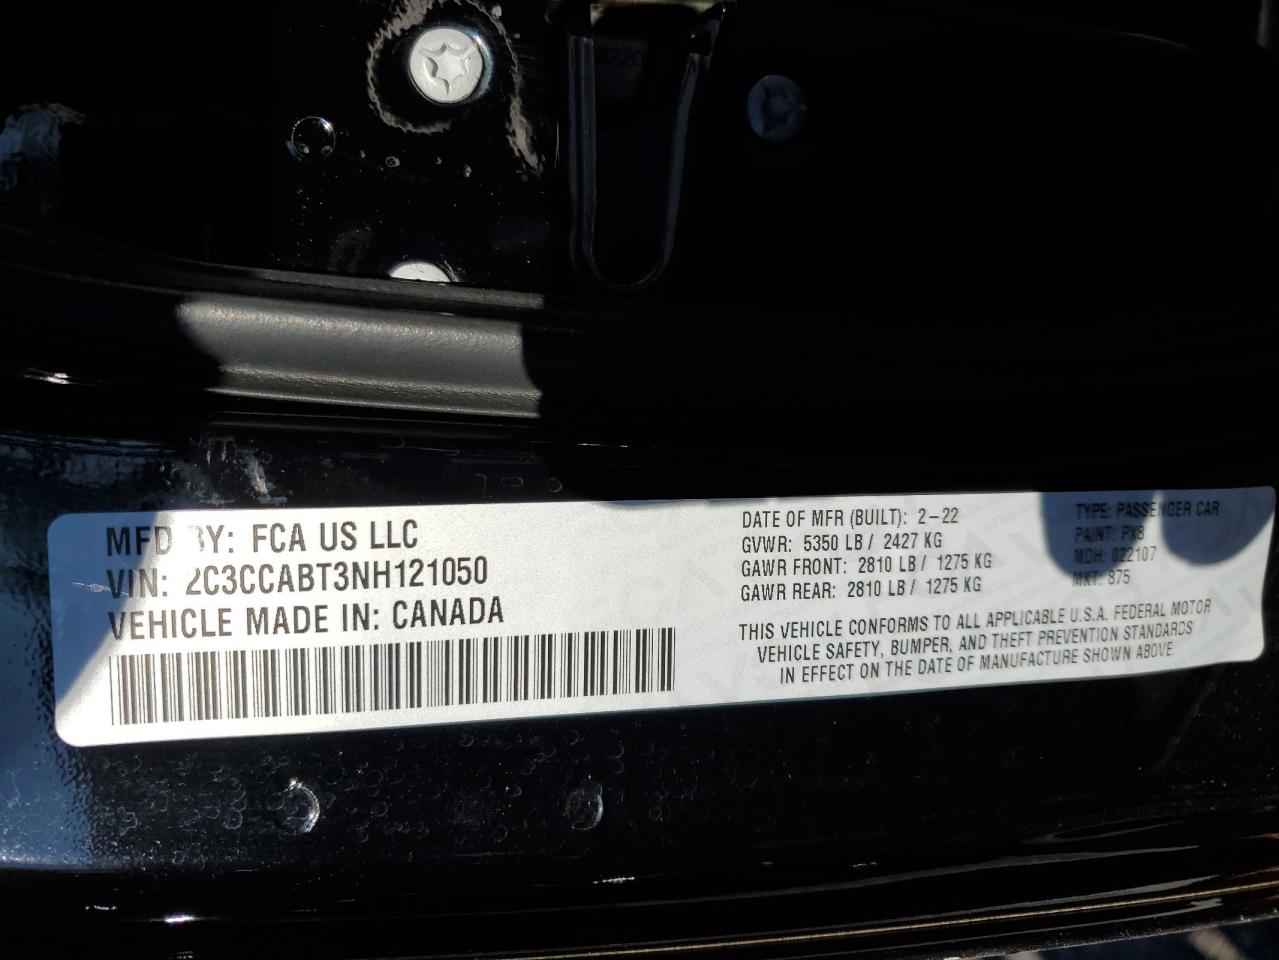 MFD BY: FCA US LLC
VIN: 2C3CCABT3NH121050
VEHICLE MADE IN: CANADA
DATE OF MFR (BUILT): 2-22
GVWR: 5350 LB / 2427 KG
GAWR FRONT: 2810 LB / 1275 KG
GAWR REAR: 2810 LB / 1275 KG
TYPE: PASSENGER CAR
PAINT: PX8
MDH: 022107
MKT: 875
THIS VEHICLE CONFORMS TO ALL APPLICABLE U.S.A. FEDERAL MOTOR
VEHICLE SAFETY, BUMPER, AND THEFT PREVENTION STANDARDS
IN EFFECT ON THE DATE OF MANUFACTURE SHOWN ABOVE